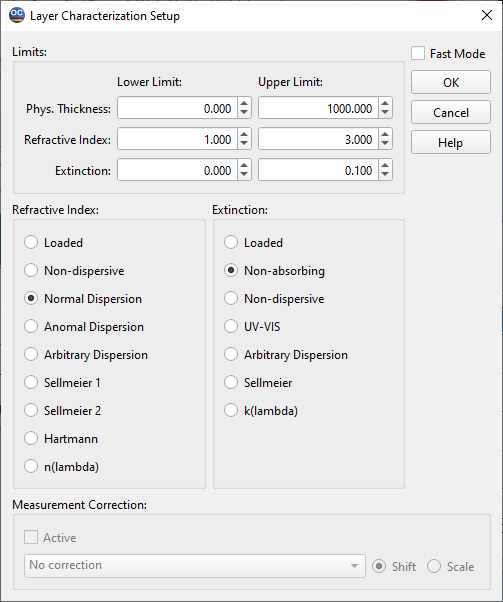 OC Layer Characterization Setup
Limits:
Fast Mode
Lower Limit: Upper Limit:
OK
Phys. Thickness: 0.000 1000.000
Cancel
Refractive Index: 1.000 3.000
Help
Extinction: 0.000 0.100
Refractive Index:
Loaded
Non-dispersive
Normal Dispersion
Anomal Dispersion
Arbitrary Dispersion
Sellmeier 1
Sellmeier 2
Hartmann
n(lambda)
Extinction:
Loaded
Non-absorbing
Non-dispersive
UV-VIS
Arbitrary Dispersion
Sellmeier
k(lambda)
Measurement Correction:
Active
No correction Shift Scale